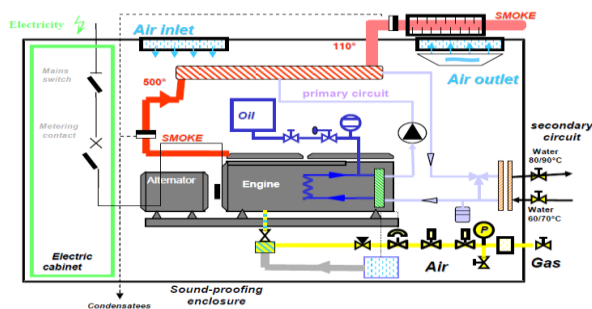 Electricity
Air inlet
SMOKE
110°
Air outlet
Mains
switch
500°
primary circuit
Metering
contact
Oil
secondary
circuit
SMOKE
Water
80/90°C
Alternator
Engine
Water
60/70°C
P
Electric
cabinet
Air
Gas
Sound-proofing
enclosure
Condensatees